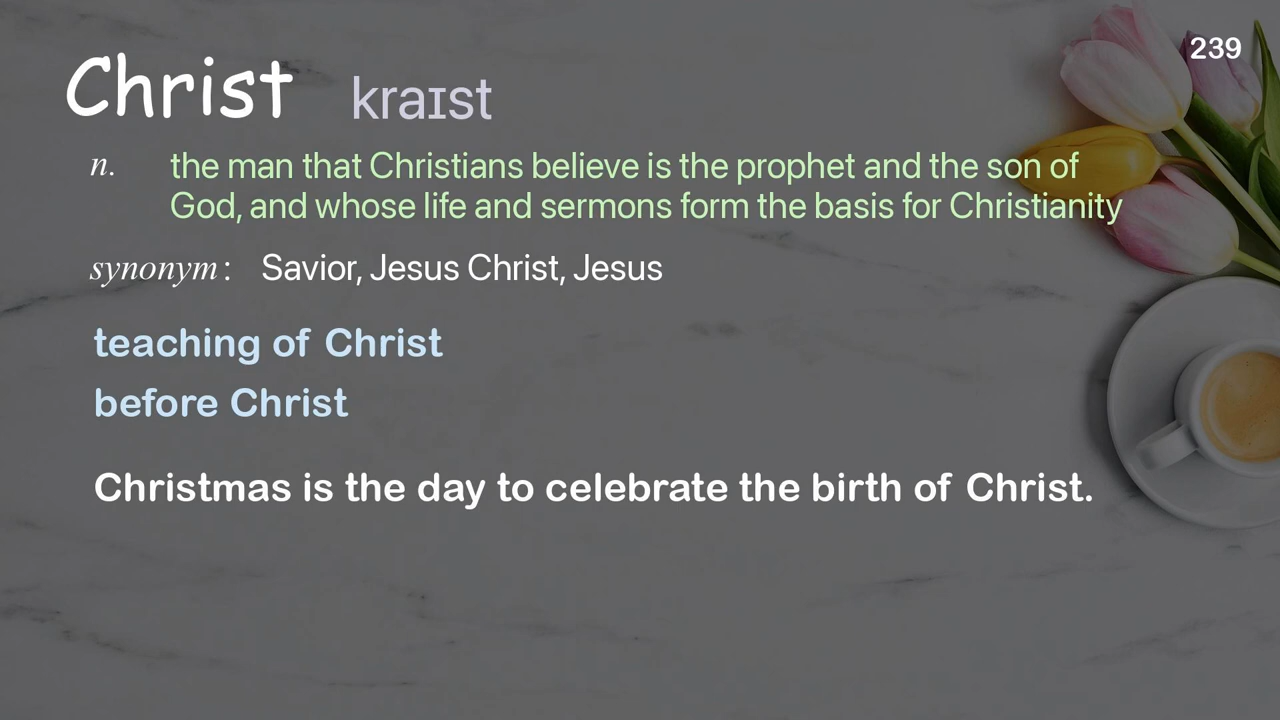 239
Christ kraɪst
n. the man that Christians believe is the prophet and the son of
God, and whose life and sermons form the basis for Christianity
synonym: Savior, Jesus Christ, Jesus
teaching of Christ
before Christ
Christmas is the day to celebrate the birth of Christ.